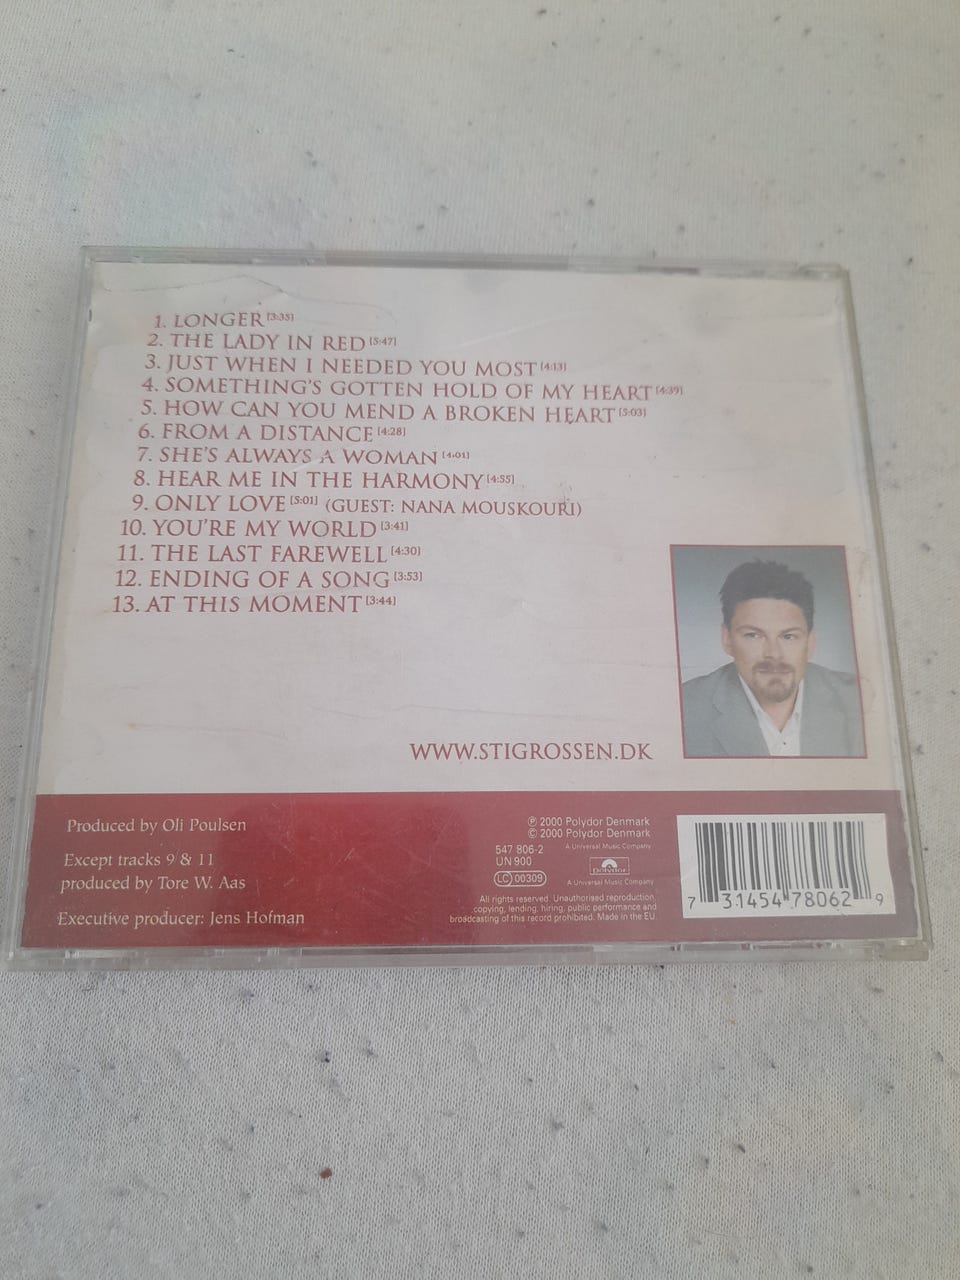 1. LONGER [3:35]
2. THE LADY IN RED [5:47]
3. JUST WHEN I NEEDED YOU MOST [4:13]
4. SOMETHING'S GOTTEN HOLD OF MY HEART [4:39]
5. HOW CAN YOU MEND A BROKEN HEART [5:03]
6. FROM A DISTANCE [4:28]
7. SHE'S ALWAYS A WOMAN [4:01]
8. HEAR ME IN THE HARMONY [4:55]
9. ONLY LOVE [5:01] (GUEST: NANA MOUSKOURI)
10. YOU'RE MY WORLD [3:41]
11. THE LAST FAREWELL [4:30]
12. ENDING OF A SONG [3:53]
13. AT THIS MOMENT [3:44]
WWW.STIGROSSEN.DK
Produced by Oli Poulsen
Except tracks 9 & 11
produced by Tore W. Aas
Executive producer: Jens Hofman
℗ 2000 Polydor Denmark
© 2000 Polydor Denmark
A Universal Music Company
547 806-2
UN 900
LC 00309
Polydor
A Universal Music Company
All rights reserved. Unauthorised reproduction,
copying, lending, hiring, public performance and
broadcasting of this record prohibited. Made in the EU.
7 31454 78062 9